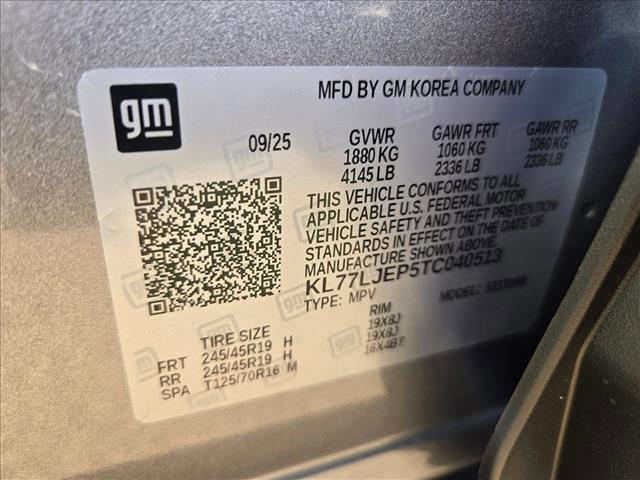 gm
MFD BY GM KOREA COMPANY
09/25 GVWR GAWR FRT GAWR RR
1880 KG 1060 KG 1060 KG
4145 LB 2336 LB 2336 LB
THIS VEHICLE CONFORMS TO ALL
APPLICABLE U.S. FEDERAL MOTOR
VEHICLE SAFETY AND THEFT PREVENTION
STANDARDS IN EFFECT ON THE DATE OF
MANUFACTURE SHOWN ABOVE.
KL77LJEP5TC040513
TYPE: MPV MODEL:
TIRE SIZE RIM
FRT 245/45R19 H 19X8J
RR 245/45R19 H 19X8J
SPA T125/70R16 M 16X4BT